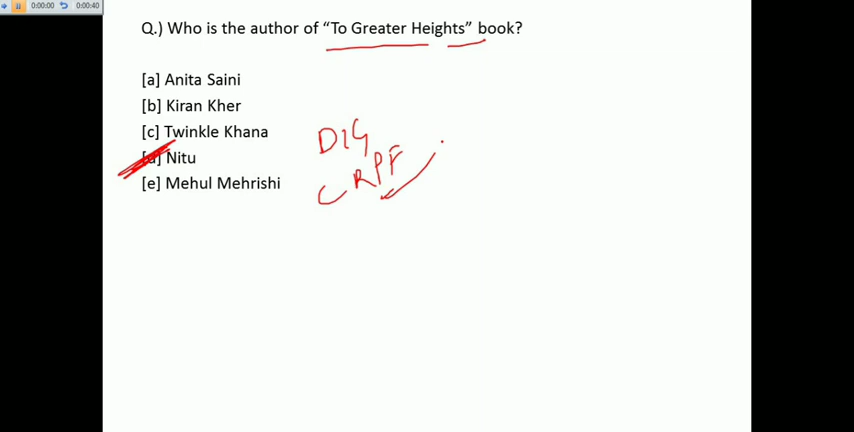 0:00:00 0:00:40
Q.) Who is the author of “To Greater Heights” book?
[a] Anita Saini
[b] Kiran Kher
[c] Twinkle Khana
[d] Nitu
[e] Mehul Mehrishi
DIG
CRPF